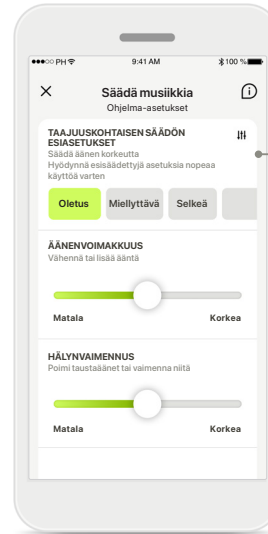 ●●●○○ PH 9:41 AM 100 %
Säädä musiikkia
Ohjelma-asetukset
TAAJUUSKOHTAISEN SÄÄDÖN
ESIASETUKSET
Säädä äänen korkeutta
Hyödynnä esisäädettyjä asetuksia nopeaa
käyttöä varten
Oletus Miellyttävä Selkeä
ÄÄNENVOIMAKKUUS
Vähennä tai lisää ääntä
Matala Korkea
HÄLYNVAIMENNUS
Poimi taustaäänet tai vaimenna niitä
Matala Korkea